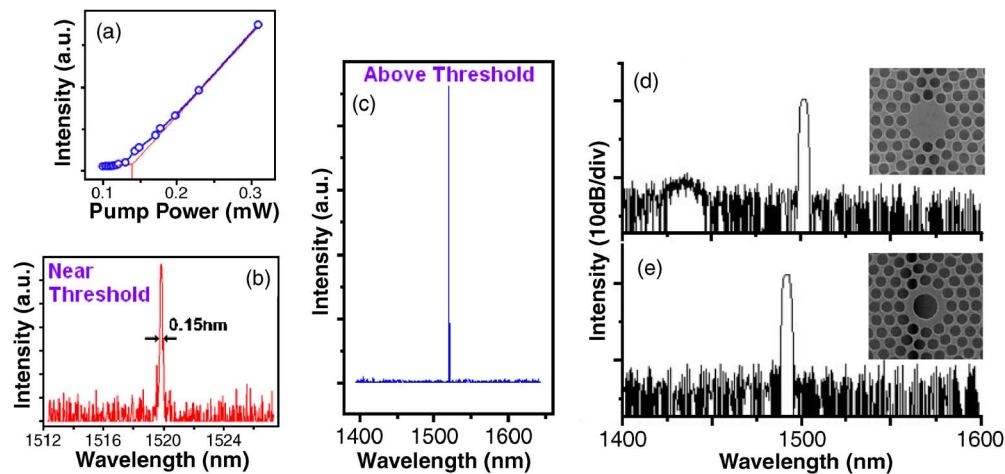 (a)
Intensity (a.u.)
0.1 0.2 0.3
Pump Power (mW)
(b)
Near
Threshold
0.15nm
Intensity (a.u.)
1512 1516 1520 1524
Wavelength (nm)
Above Threshold
(c)
Intensity (a.u.)
1400 1500 1600
Wavelength (nm)
(d)
(e)
Intensity (10dB/div)
1400 1500 1600
Wavelength (nm)